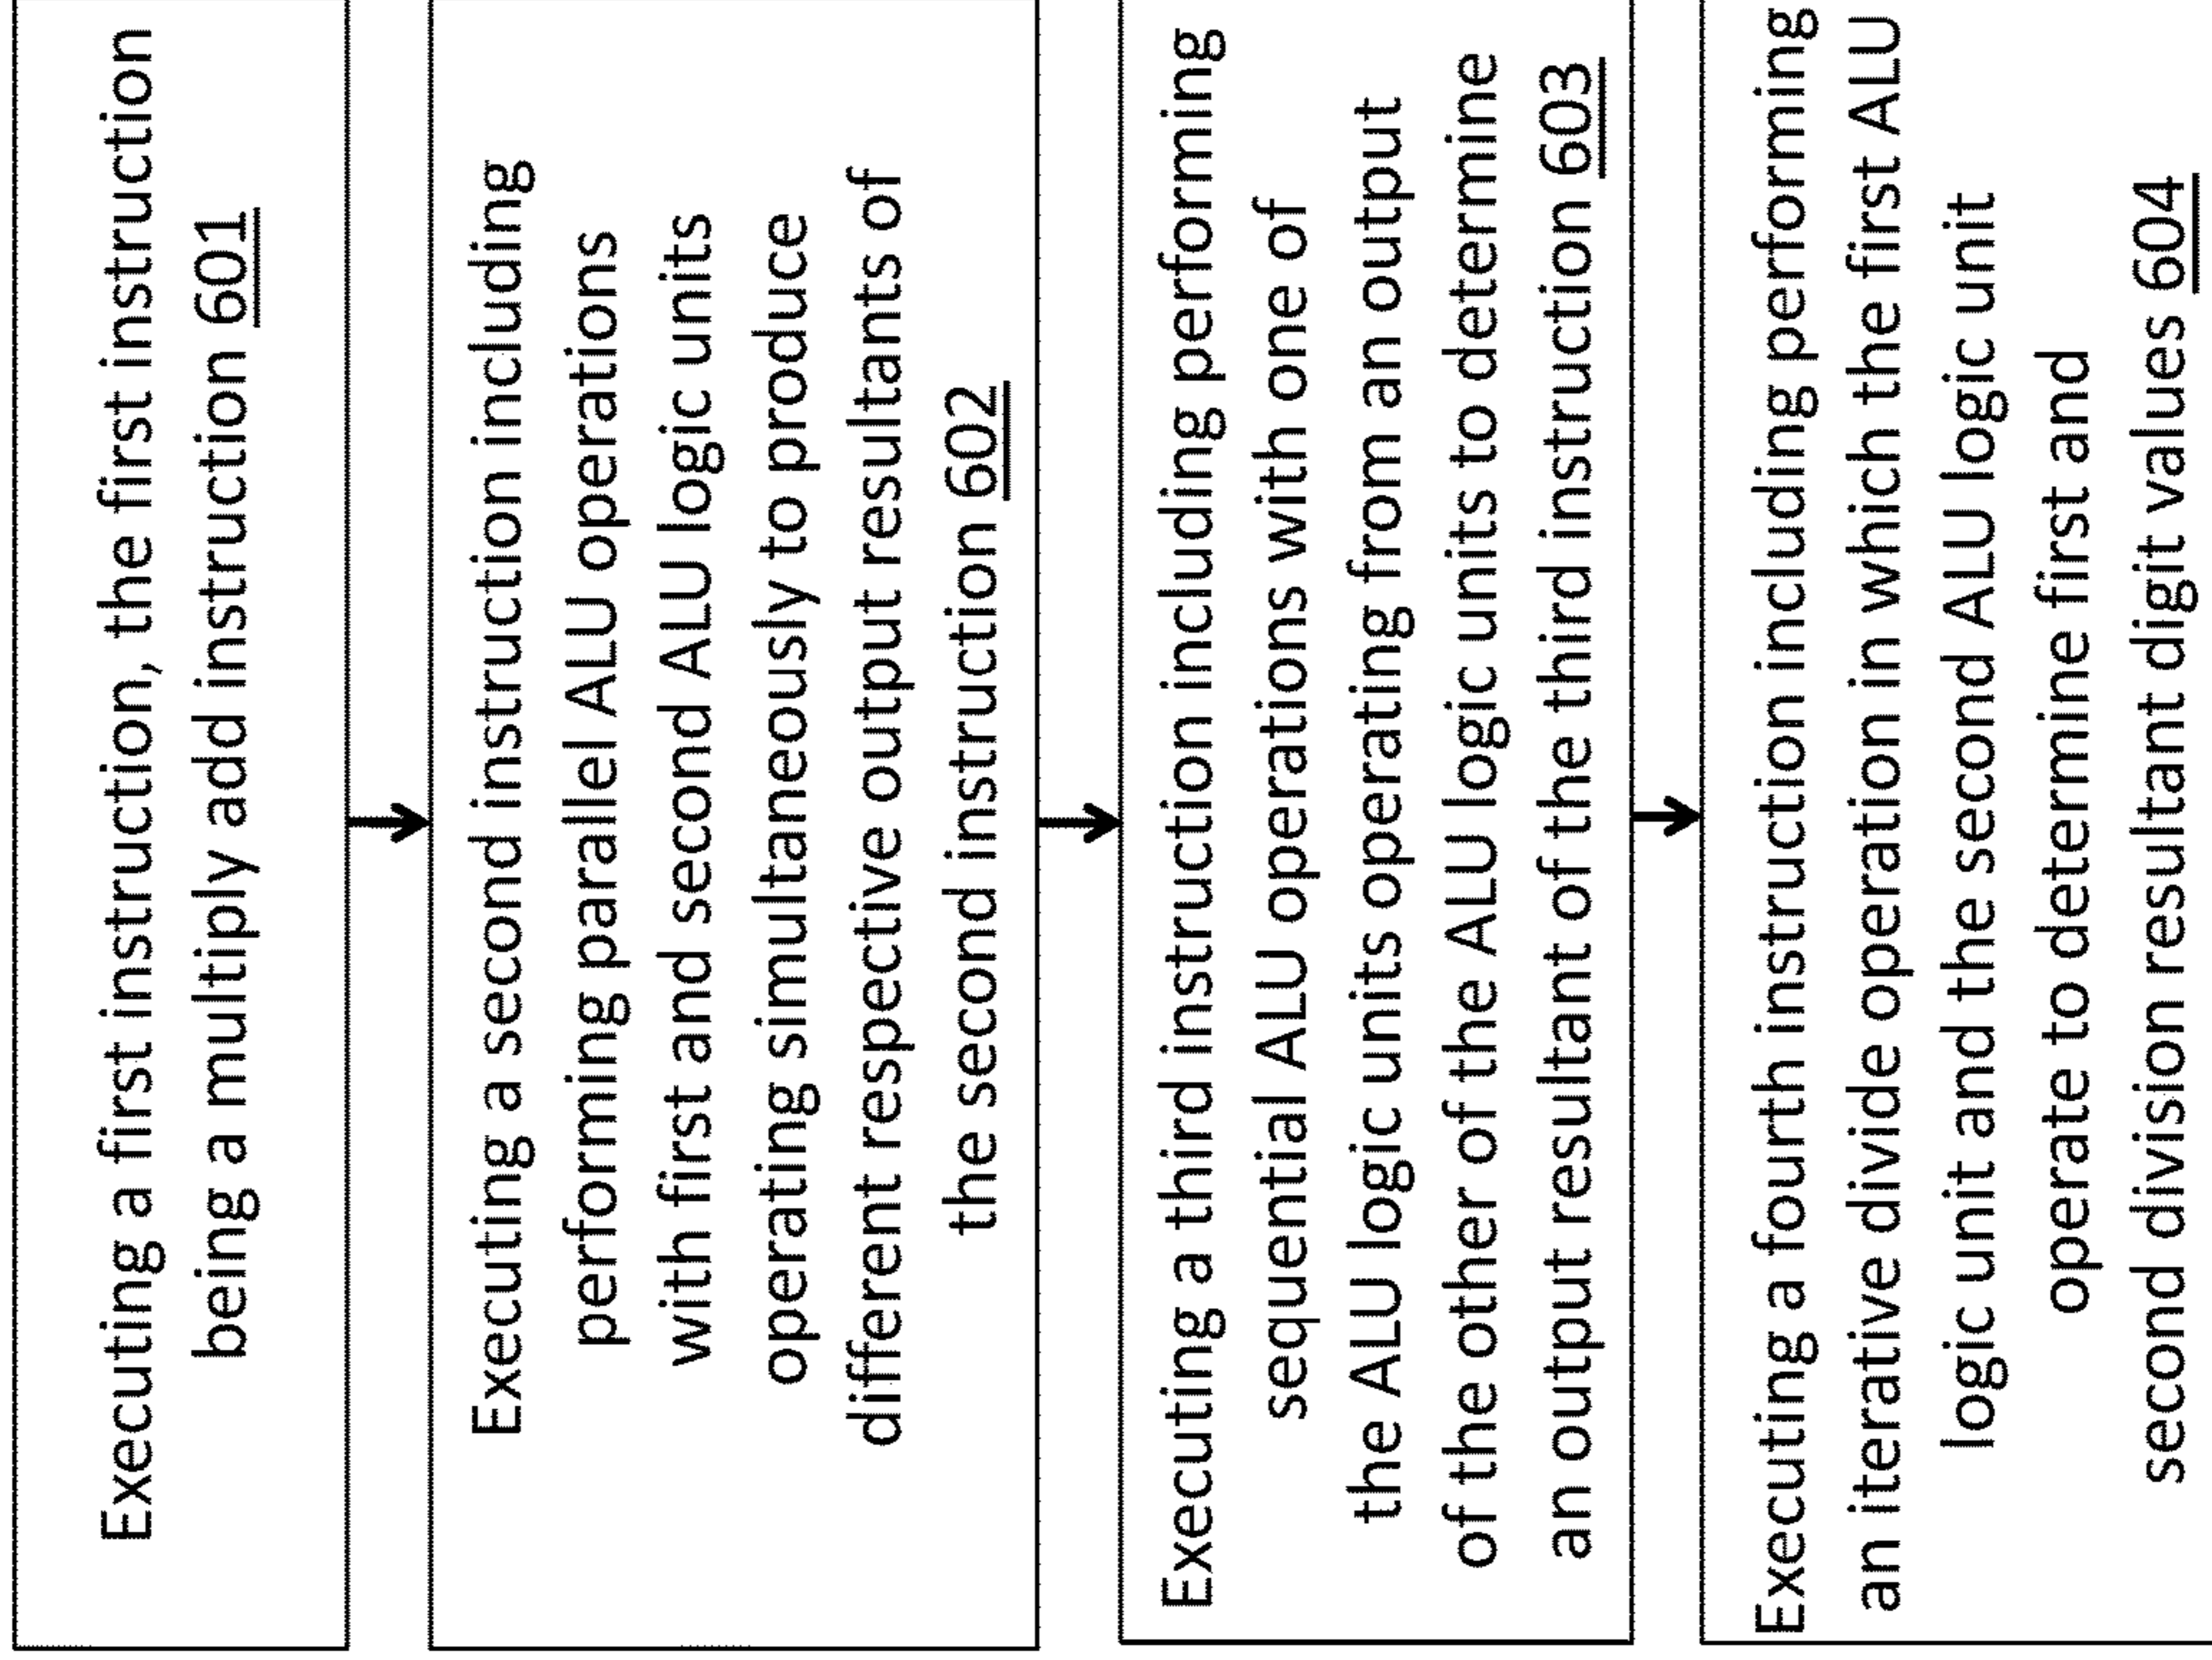 Executing a first instruction, the first instruction
being a multiply add instruction 601
Executing a second instruction including
performing parallel ALU operations
with first and second ALU logic units
operating simultaneously to produce
different respective output resultants of
the second instruction 602
Executing a third instruction including performing
sequential ALU operations with one of
the ALU logic units operating from an output
of the other of the ALU logic units to determine
an output resultant of the third instruction 603
Executing a fourth instruction including performing
an iterative divide operation in which the first ALU
logic unit and the second ALU logic unit
operate to determine first and
second division resultant digit values 604